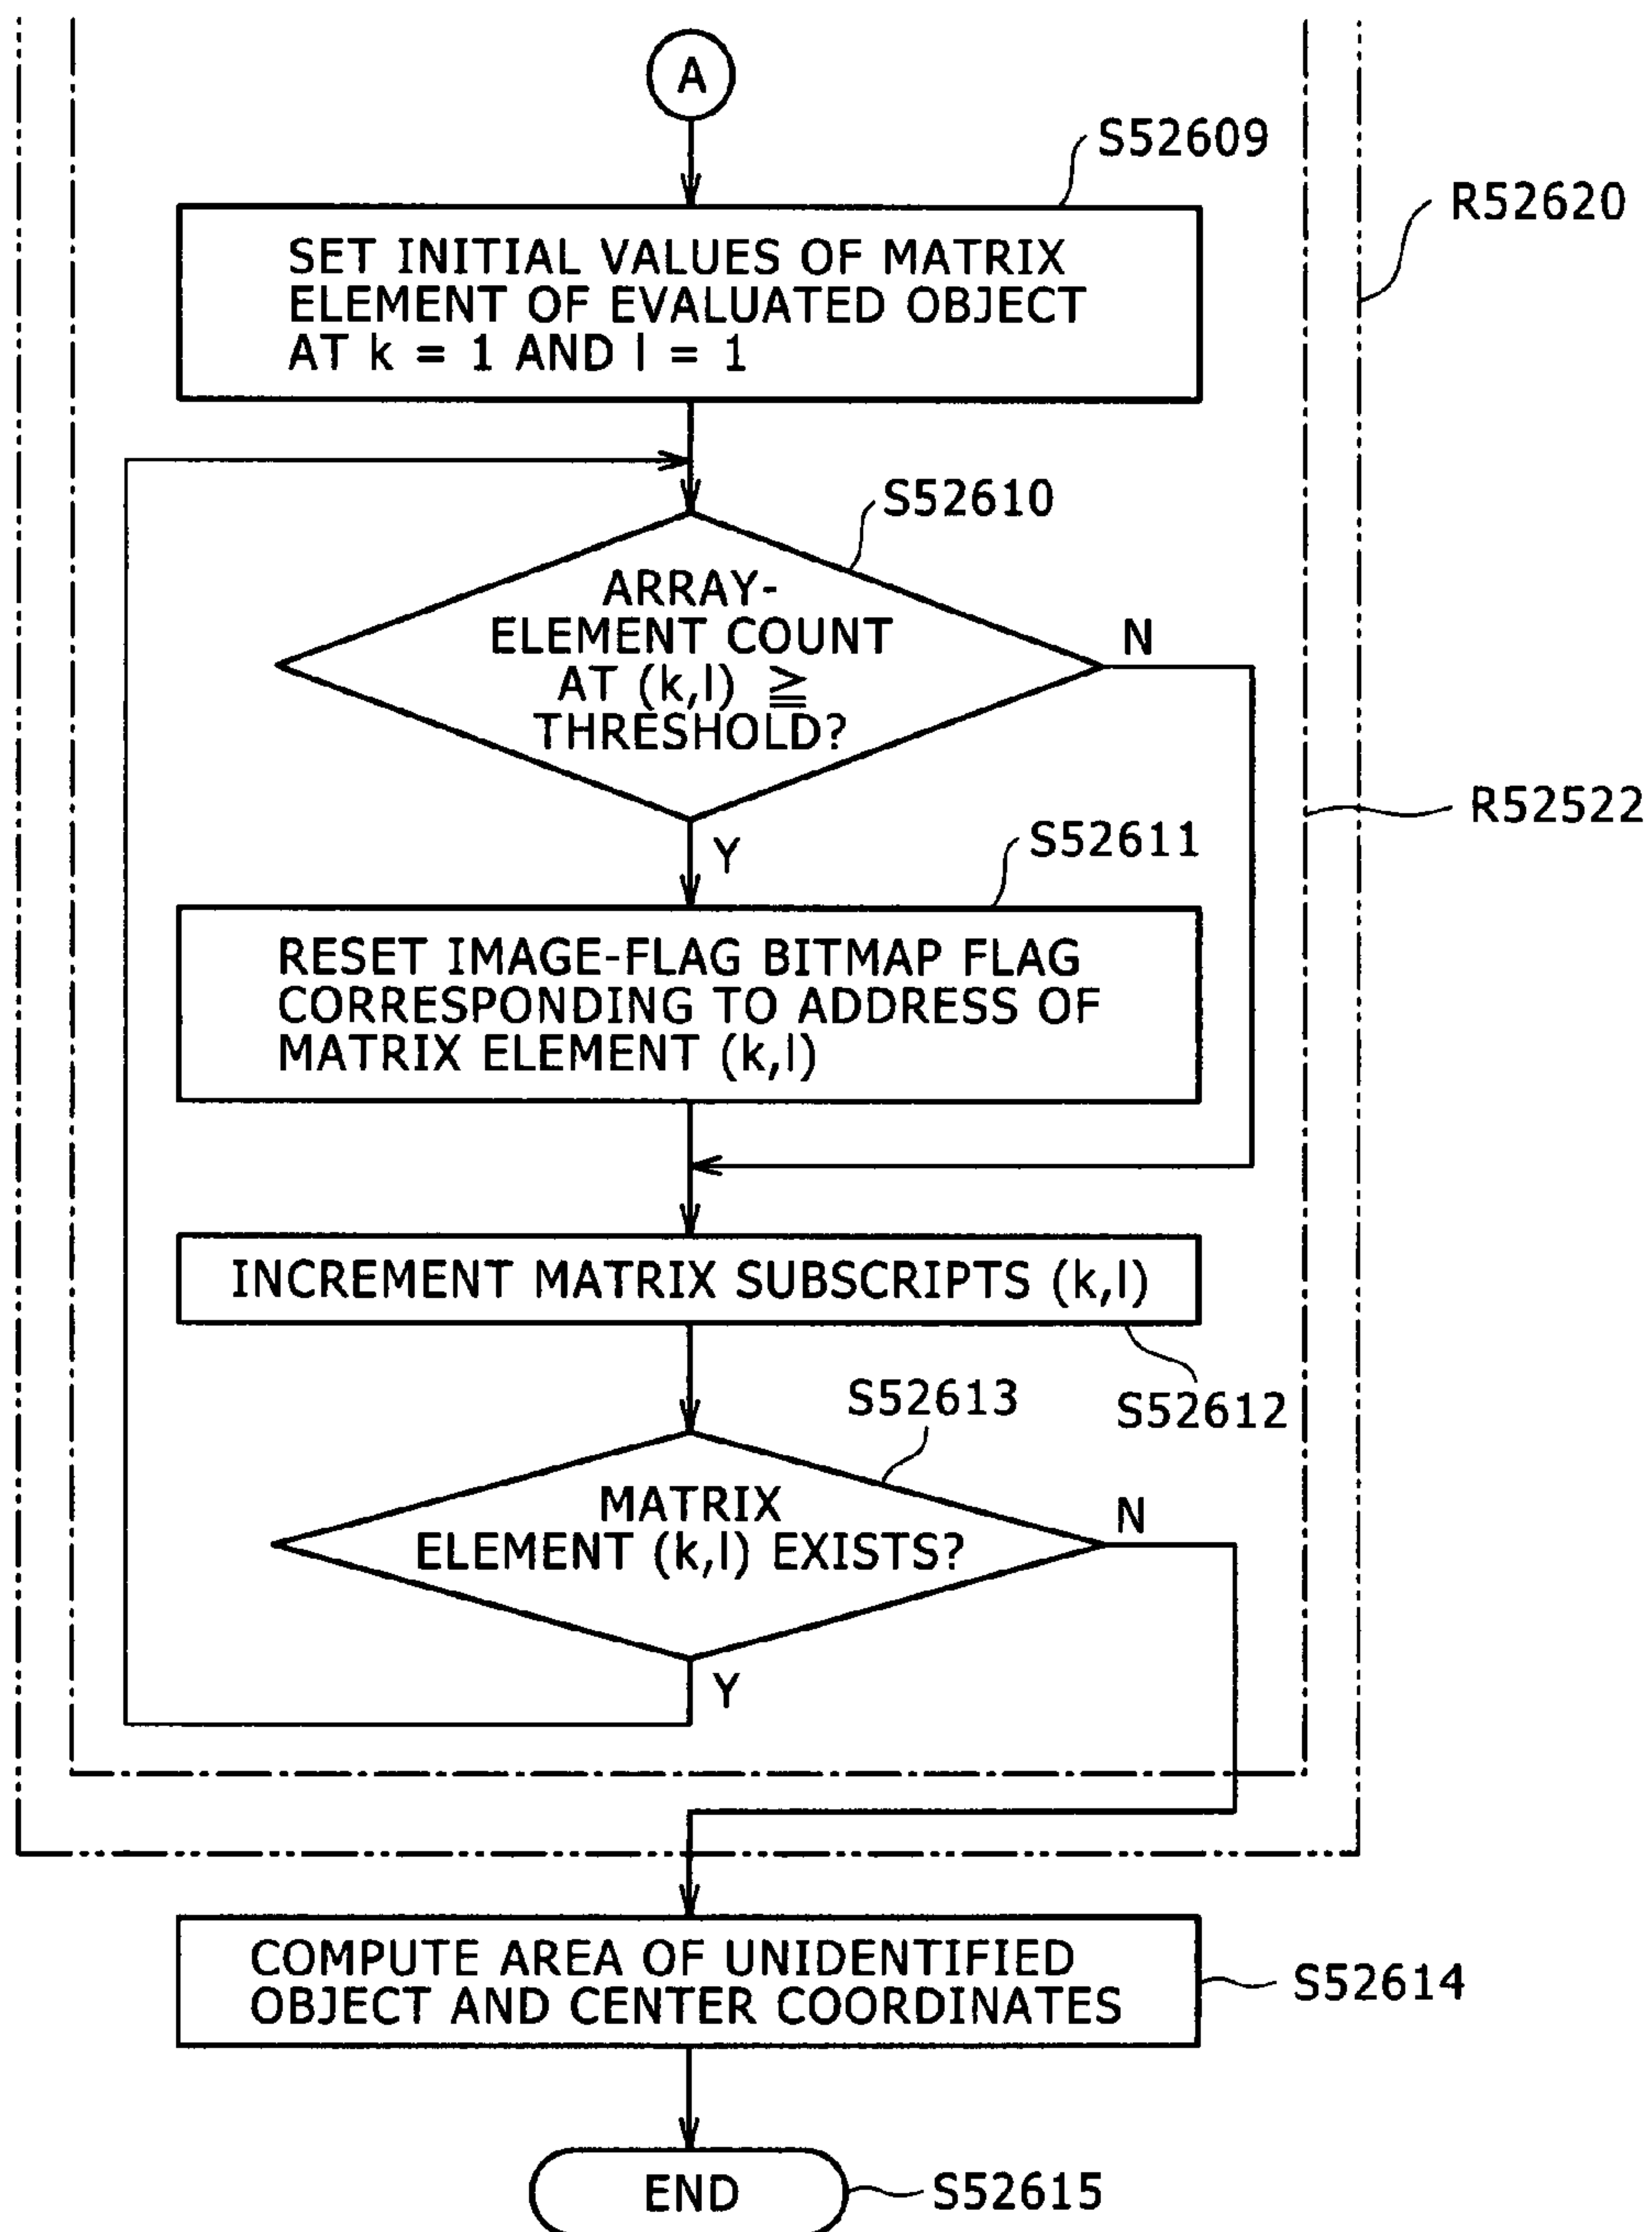 A
S52609
R52620
SET INITIAL VALUES OF MATRIX
ELEMENT OF EVALUATED OBJECT
AT k = 1 AND l = 1
S52610
ARRAY-
ELEMENT COUNT
AT (k,l) ≧
THRESHOLD?
N
R52522
Y
S52611
RESET IMAGE-FLAG BITMAP FLAG
CORRESPONDING TO ADDRESS OF
MATRIX ELEMENT (k,l)
INCREMENT MATRIX SUBSCRIPTS (k,l)
S52612
S52613
MATRIX
ELEMENT (k,l) EXISTS?
N
Y
COMPUTE AREA OF UNIDENTIFIED
OBJECT AND CENTER COORDINATES
S52614
END
S52615